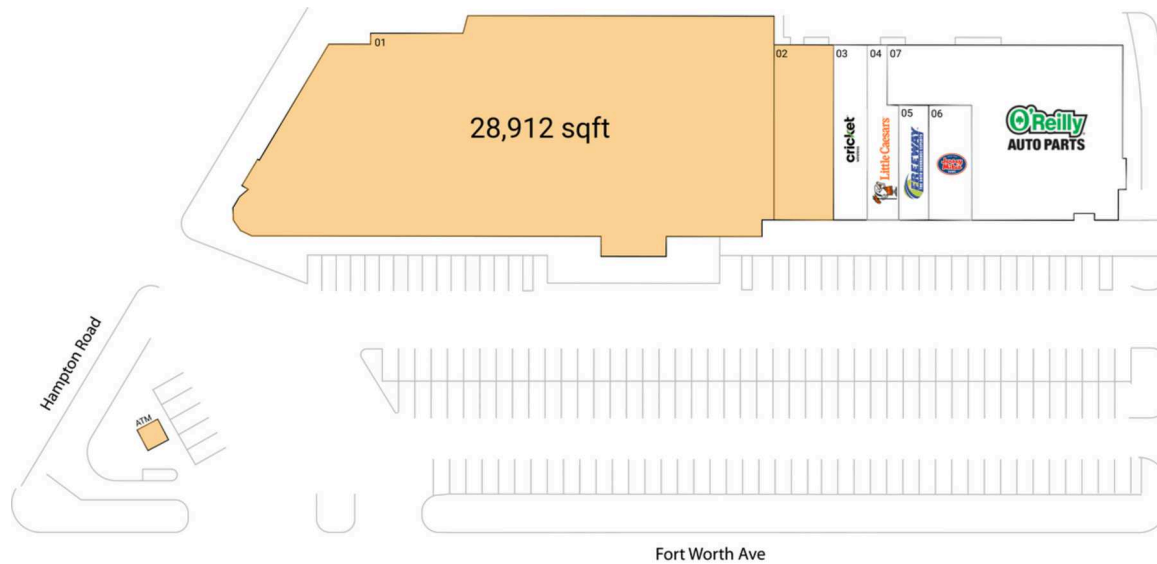 01
28,912 sqft
02
03
cricket
04
Little Caesars
07
05
FREEWAY
06
O'Reilly
AUTO PARTS
Hampton Road
ATM
Fort Worth Ave